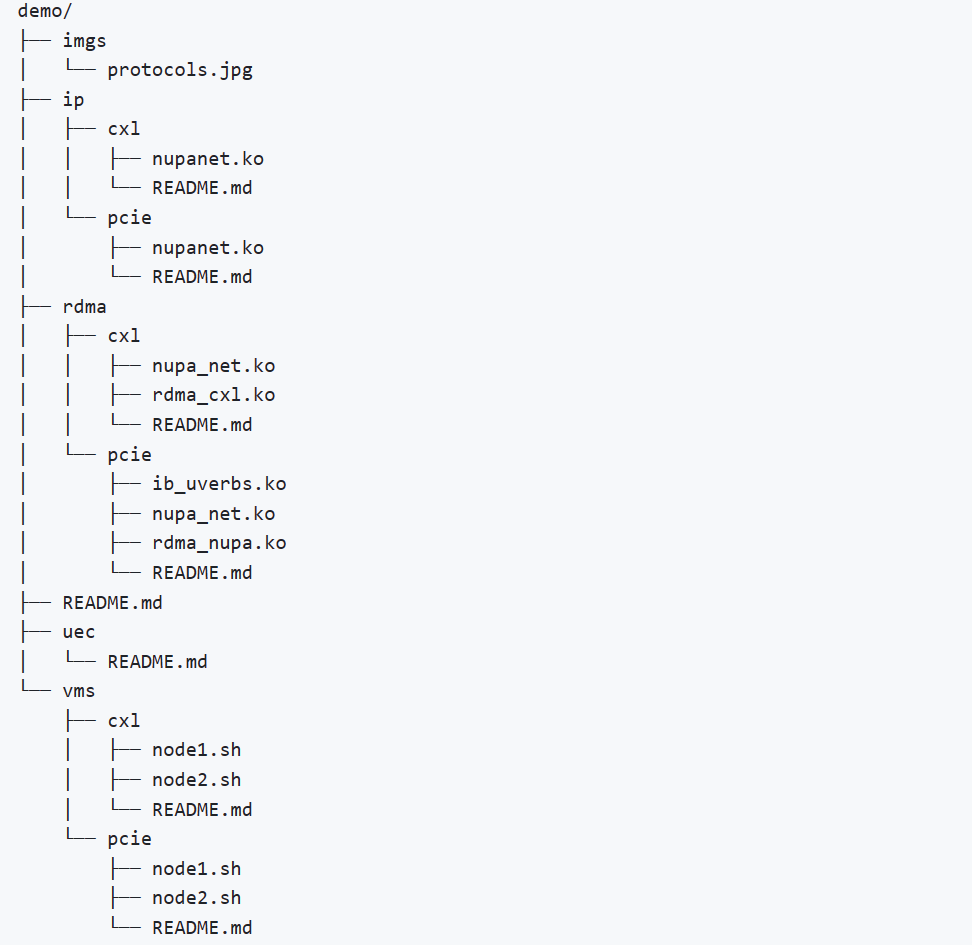 demo/
├── imgs
│   └── protocols.jpg
├── ip
│   ├── cxl
│   │   ├── nupanet.ko
│   │   └── README.md
│   └── pcie
│       ├── nupanet.ko
│       └── README.md
├── rdma
│   ├── cxl
│   │   ├── nupa_net.ko
│   │   ├── rdma_cxl.ko
│   │   └── README.md
│   └── pcie
│       ├── ib_uverbs.ko
│       ├── nupa_net.ko
│       ├── rdma_nupa.ko
│       └── README.md
├── README.md
├── uec
│   └── README.md
└── vms
    ├── cxl
    │   ├── node1.sh
    │   ├── node2.sh
    │   └── README.md
    └── pcie
        ├── node1.sh
        ├── node2.sh
        └── README.md